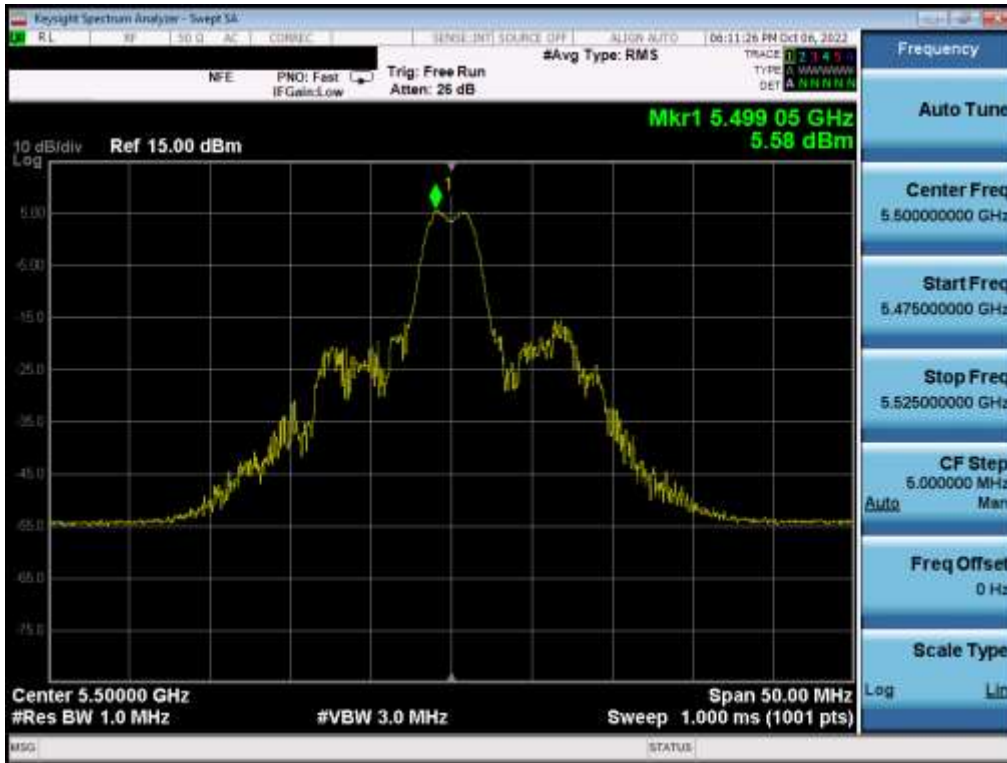 Keysight Spectrum Analyzer - Swept SA
RL RF 50 Ω AC CORREC SENSE:INT SOURCE OFF ALIGN AUTO 06:11:26 PM Oct 06, 2022
#Avg Type: RMS
TRACE 1 2 3 4 5 6
NFE PNO: Fast Trig: Free Run
TYPE A WWWWW
IFGain:Low Atten: 26 dB
DET A N N N N N
Mkr1 5.499 05 GHz
5.58 dBm
10 dB/div Ref 15.00 dBm
Log
1
5.00
-5.00
-15.0
-25.0
-35.0
-45.0
-55.0
-65.0
-75.0
Center 5.50000 GHz
Span 50.00 MHz
#Res BW 1.0 MHz
#VBW 3.0 MHz
Sweep 1.000 ms (1001 pts)
MSG
STATUS
Frequency
Auto Tune
Center Freq
5.500000000 GHz
Start Freq
5.475000000 GHz
Stop Freq
5.525000000 GHz
CF Step
5.000000 MHz
Auto Man
Freq Offset
0 Hz
Scale Type
Log Lin